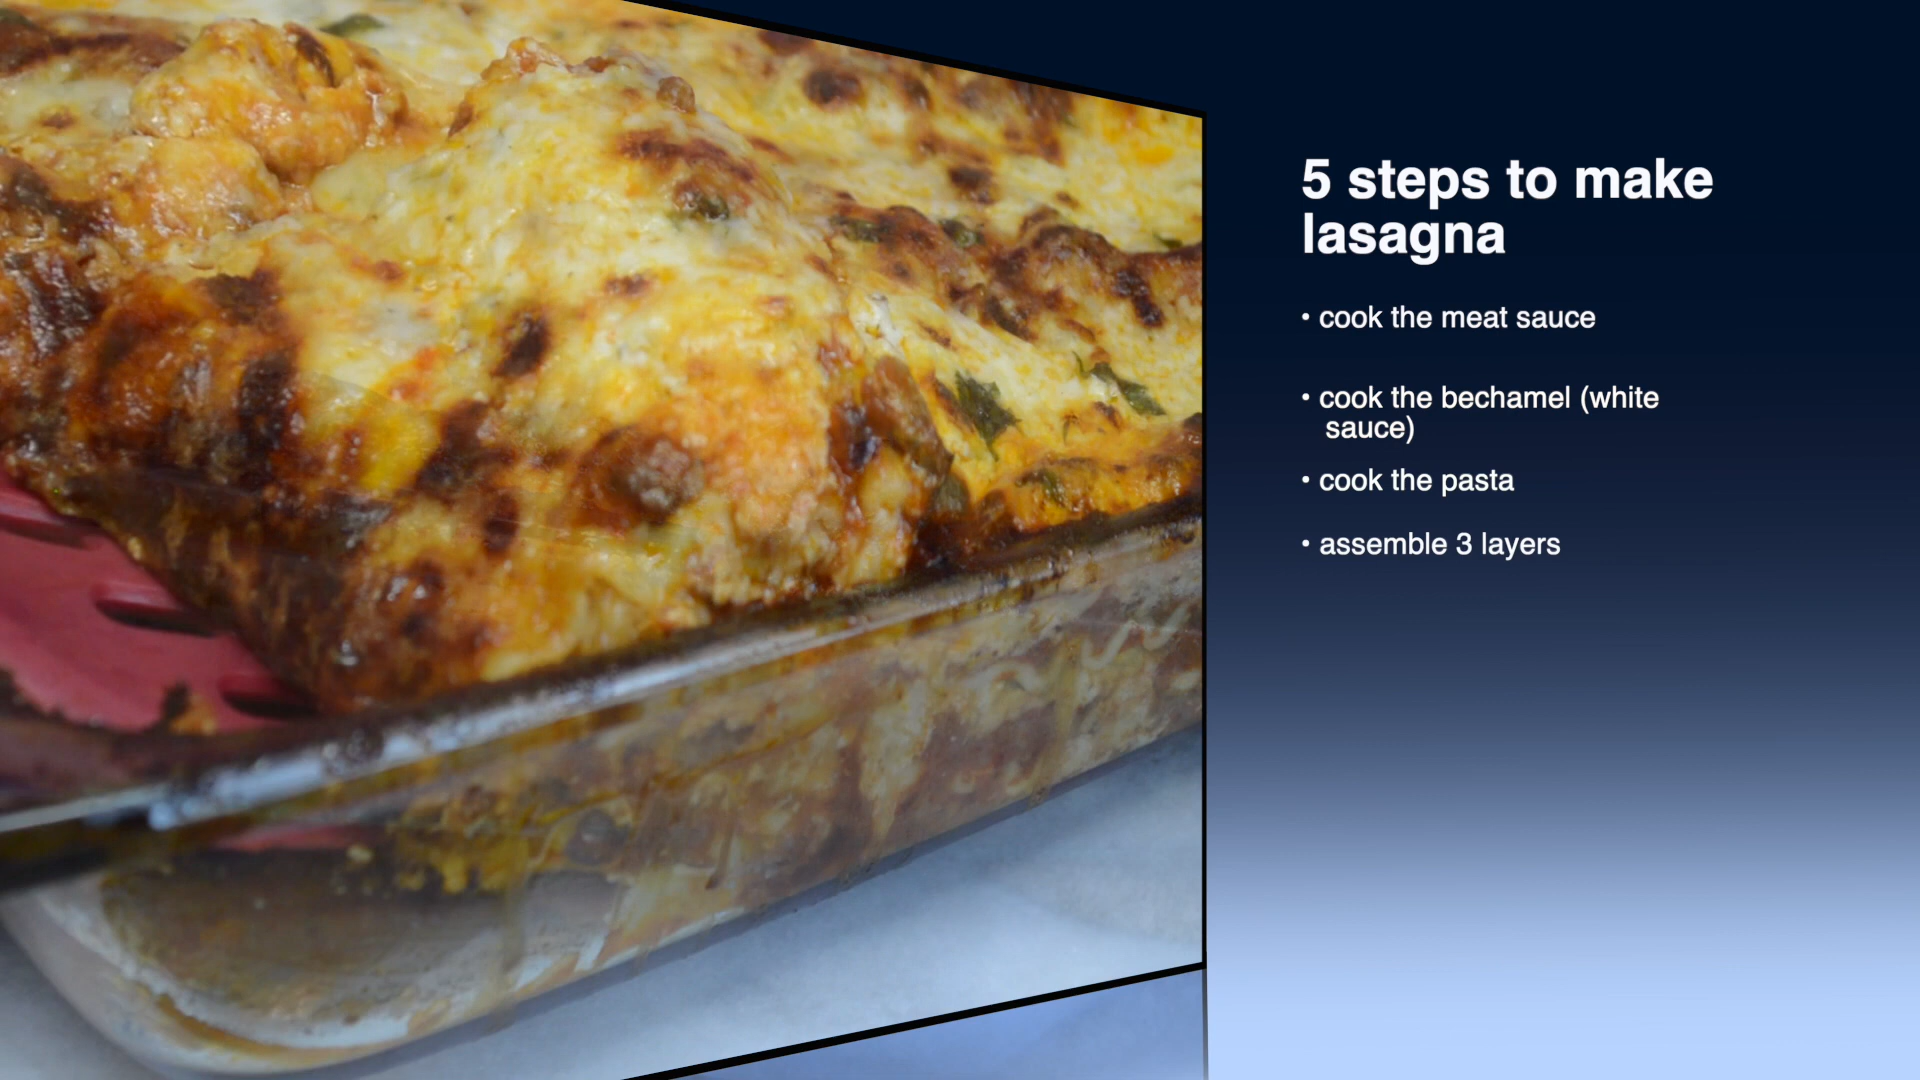 5 steps to make
lasagna
• cook the meat sauce
• cook the bechamel (white
sauce)
• cook the pasta
• assemble 3 layers